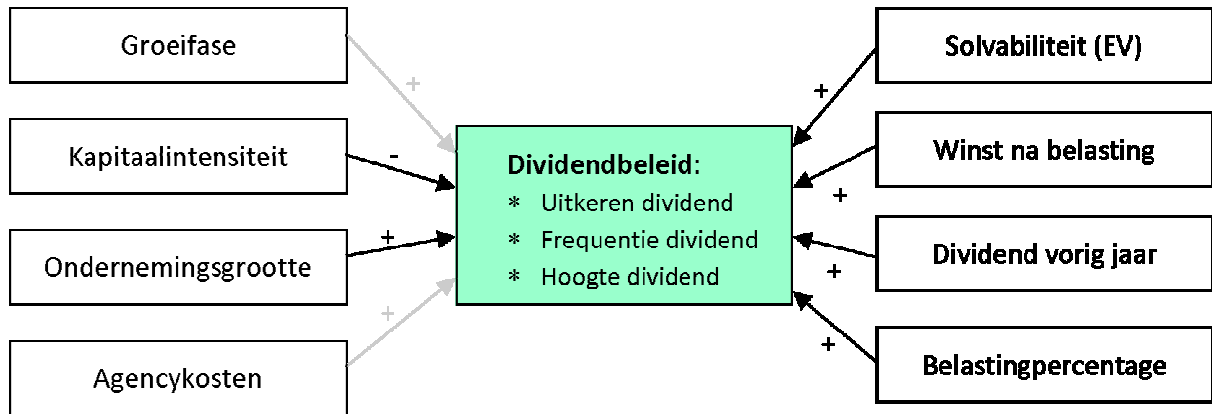 Groeifase
+
Kapitaalintensiteit
-
Ondernemingsgrootte
+
Agencykosten
+
Dividendbeleid:
* Uitkeren dividend
* Frequentie dividend
* Hoogte dividend
Solvabiliteit (EV)
+
Winst na belasting
+
Dividend vorig jaar
+
Belastingpercentage
+